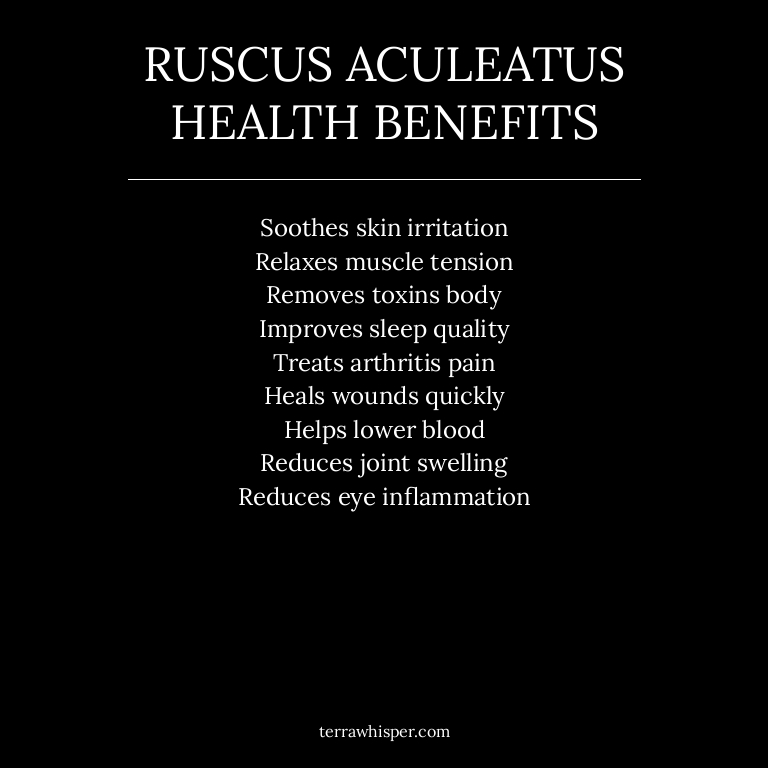 RUSCUS ACULEATUS
HEALTH BENEFITS
Soothes skin irritation
Relaxes muscle tension
Removes toxins body
Improves sleep quality
Treats arthritis pain
Heals wounds quickly
Helps lower blood
Reduces joint swelling
Reduces eye inflammation
terrawhisper.com